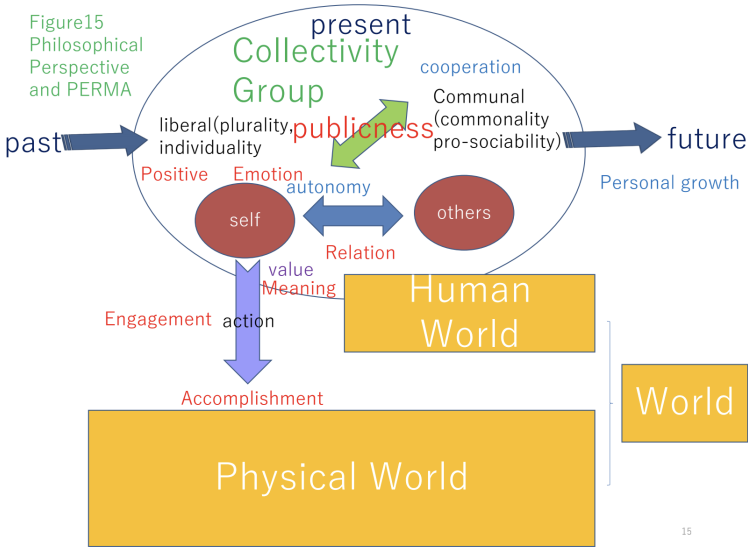 Figure15
Philosophical
Perspective
and PERMA
present
Collectivity
Group
cooperation
Communal
(commonality
pro-sociability)
liberal(plurality,
individuality
publicness
past
future
Positive Emotion
autonomy
Personal growth
self
others
Relation
value
Meaning
Human
World
Engagement
action
Accomplishment
World
Physical World
15